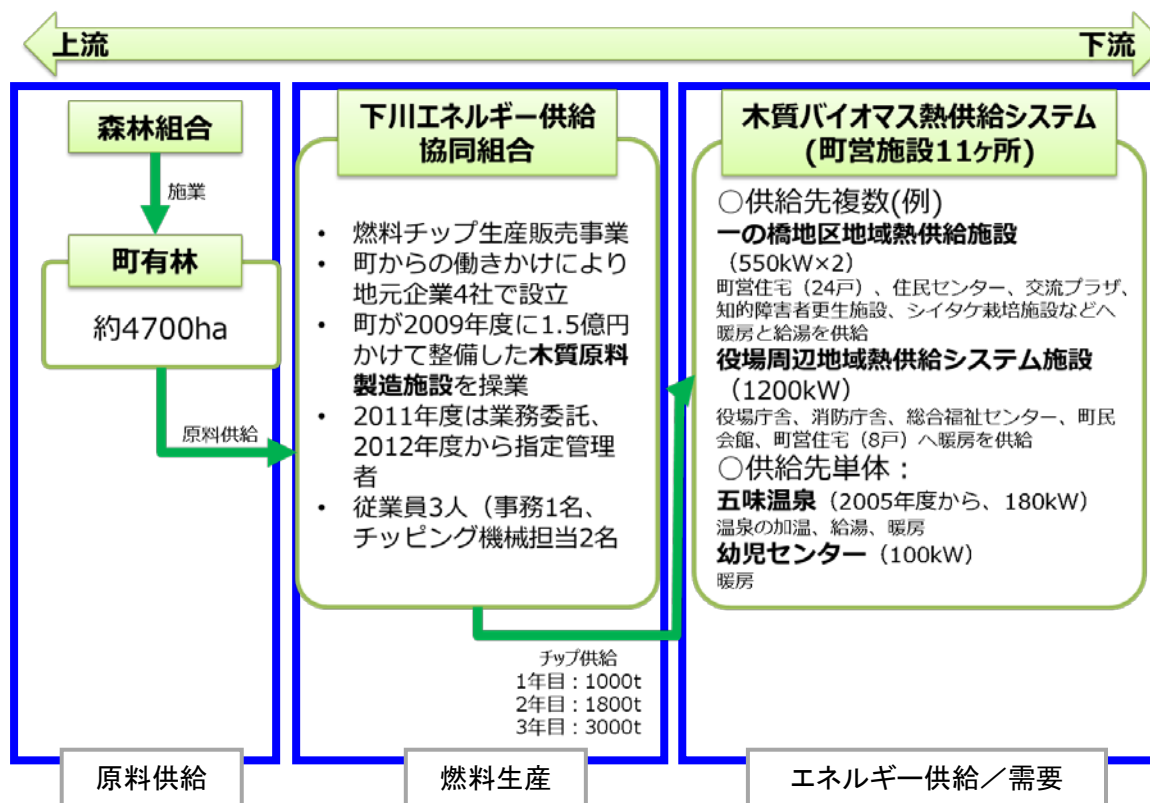 上流
下流
森林組合
施業
町有林
約4700ha
原料供給
下川エネルギー供給
協同組合
• 燃料チップ生産販売事業
• 町からの働きかけにより
地元企業4社で設立
• 町が2009年度に1.5億円
かけて整備した木質原料
製造施設を操業
• 2011年度は業務委託、
2012年度から指定管理
者
• 従業員3人（事務1名、
チッピング機械担当2名
チップ供給
1年目：1000t
2年目：1800t
3年目：3000t
木質バイオマス熱供給システム
(町営施設11ヶ所)
○供給先複数(例)
一の橋地区地域熱供給施設
（550kW×2）
町営住宅（24戸）、住民センター、交流プラザ、
知的障害者更生施設、シイタケ栽培施設などへ
暖房と給湯を供給
役場周辺地域熱供給システム施設
（1200kW）
役場庁舎、消防庁舎、総合福祉センター、町民
会館、町営住宅（8戸）へ暖房を供給
○供給先単体：
五味温泉（2005年度から、180kW）
温泉の加温、給湯、暖房
幼児センター（100kW）
暖房
原料供給
燃料生産
エネルギー供給／需要